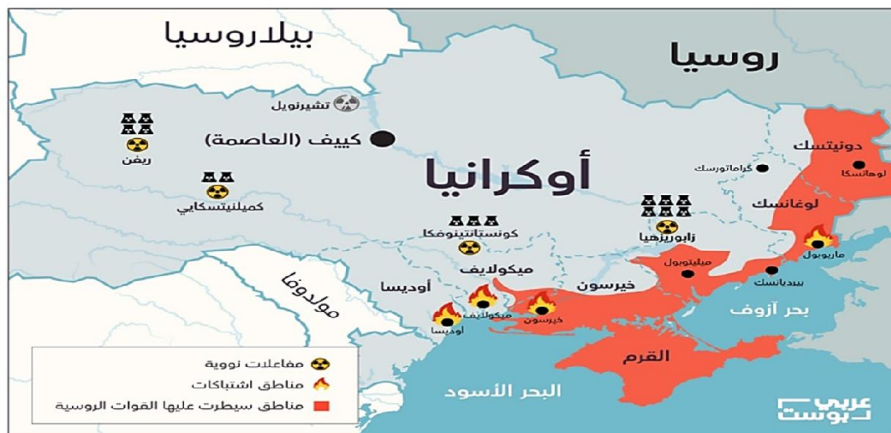 بيلاروسيا
روسيا
تشيرنوبل
كييف (العاصمة)
ريفن
أوكرانيا
دونيتسك
كراماتورسك
لوهانسكا
كميلنيتسكايي
لوغانسك
كونستانتينوفكا
زابوريزهيا
ماريوبول
ميكولايف
ميليتوبول
بيرديانسك
خيرسون
أوديسا
مولدوفا
ميكولايف
خيرسون
أوديسا
بحر آزوف
القرم
البحر الأسود
مفاعلات نووية
مناطق اشتباكات
مناطق سيطرت عليها القوات الروسية
عربي
بوست